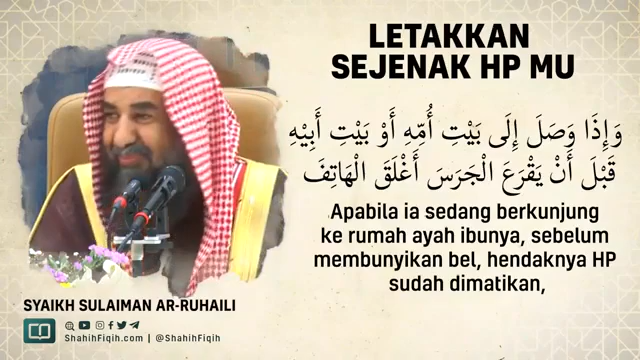 LETAKKAN
SEJENAK HP MU
وَإِذَا وَصَلَ إِلَى بَيْتِ أُمِّهِ أَوْ بَيْتِ أَبِيْهِ
قَبْلَ أَنْ يَقْرَعَ الْجَرَسَ أَغْلَقَ الْهَاتِفَ
Apabila ia sedang berkunjung
ke rumah ayah ibunya, sebelum
membunyikan bel, hendaknya HP
sudah dimatikan,
SYAIKH SULAIMAN AR-RUHAILI
ShahihFiqih.com | @ShahihFiqih